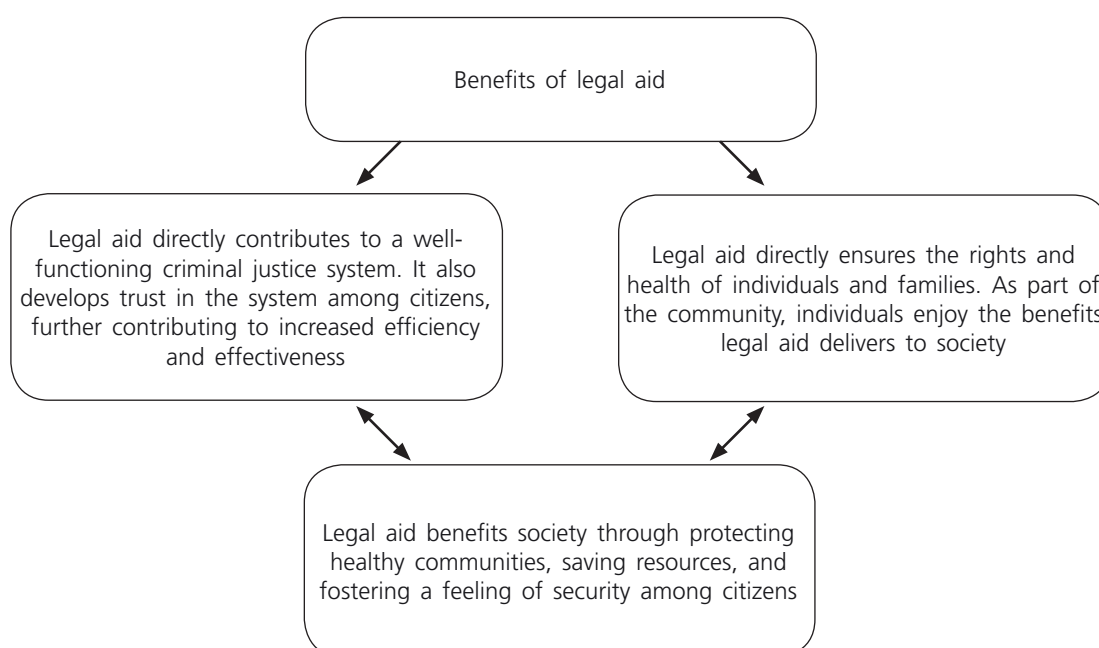 Benefits of legal aid
Legal aid directly contributes to a well-
functioning criminal justice system. It also
develops trust in the system among citizens,
further contributing to increased efficiency
and effectiveness
Legal aid directly ensures the rights and
health of individuals and families. As part of
the community, individuals enjoy the benefits
legal aid delivers to society
Legal aid benefits society through protecting
healthy communities, saving resources, and
fostering a feeling of security among citizens